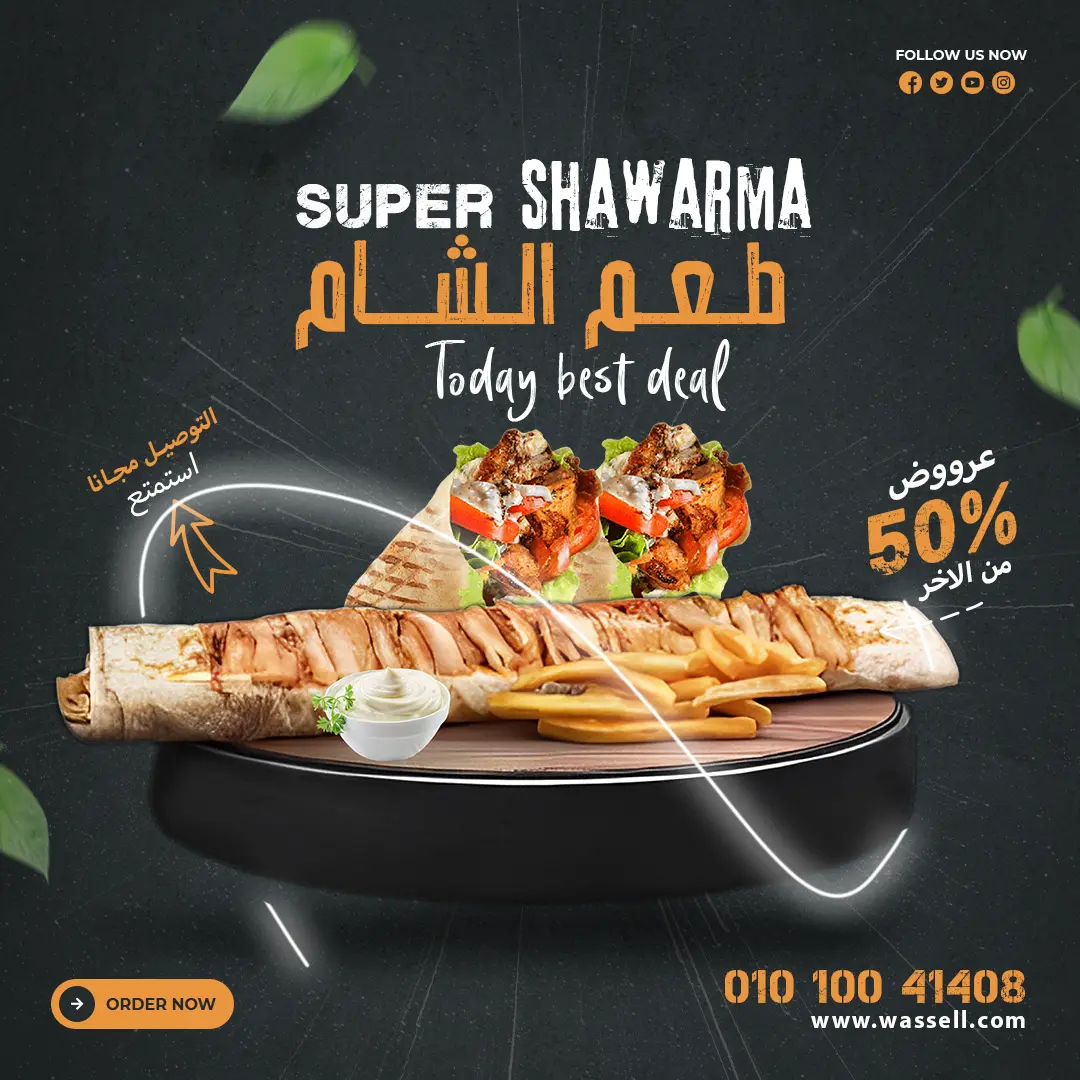 FOLLOW US NOW
SUPER SHAWARMA
طعم الشام
Today best deal
التوصيل مجانا
استمتع
عرووض
50%
من الاخر
ORDER NOW
010 100 41408
www.wassell.com